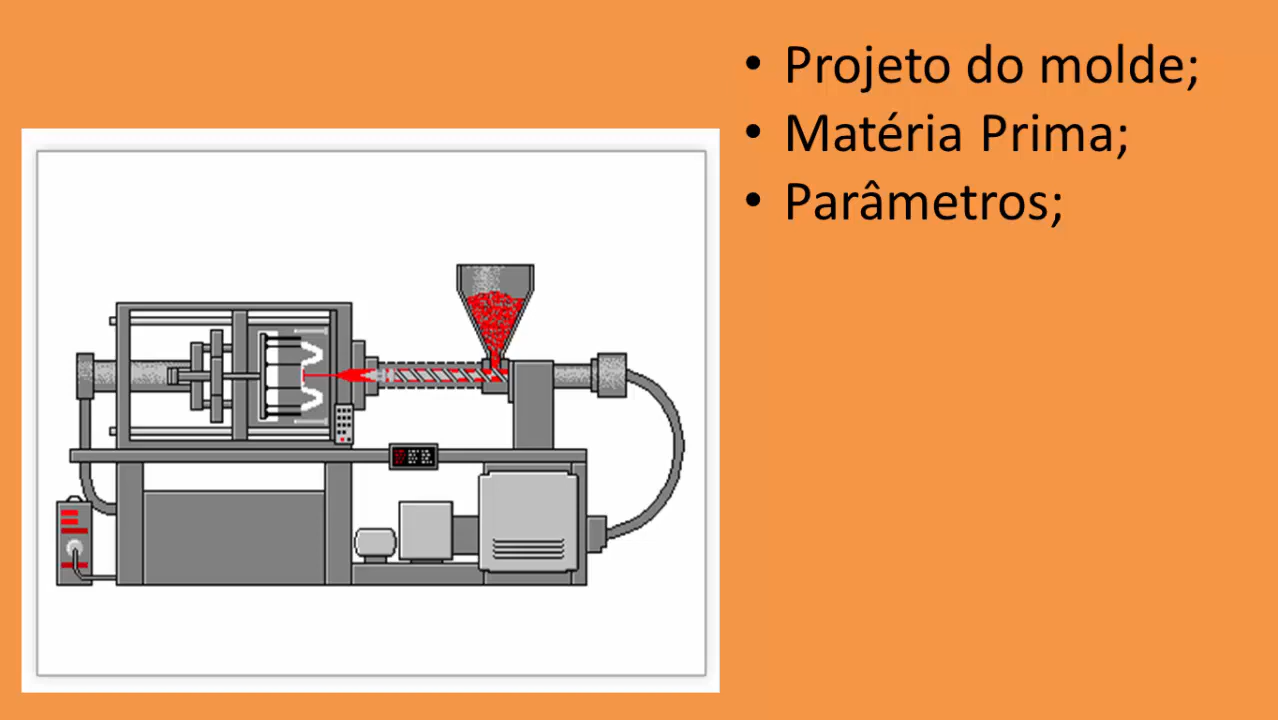 • Projeto do molde;
• Matéria Prima;
• Parâmetros;